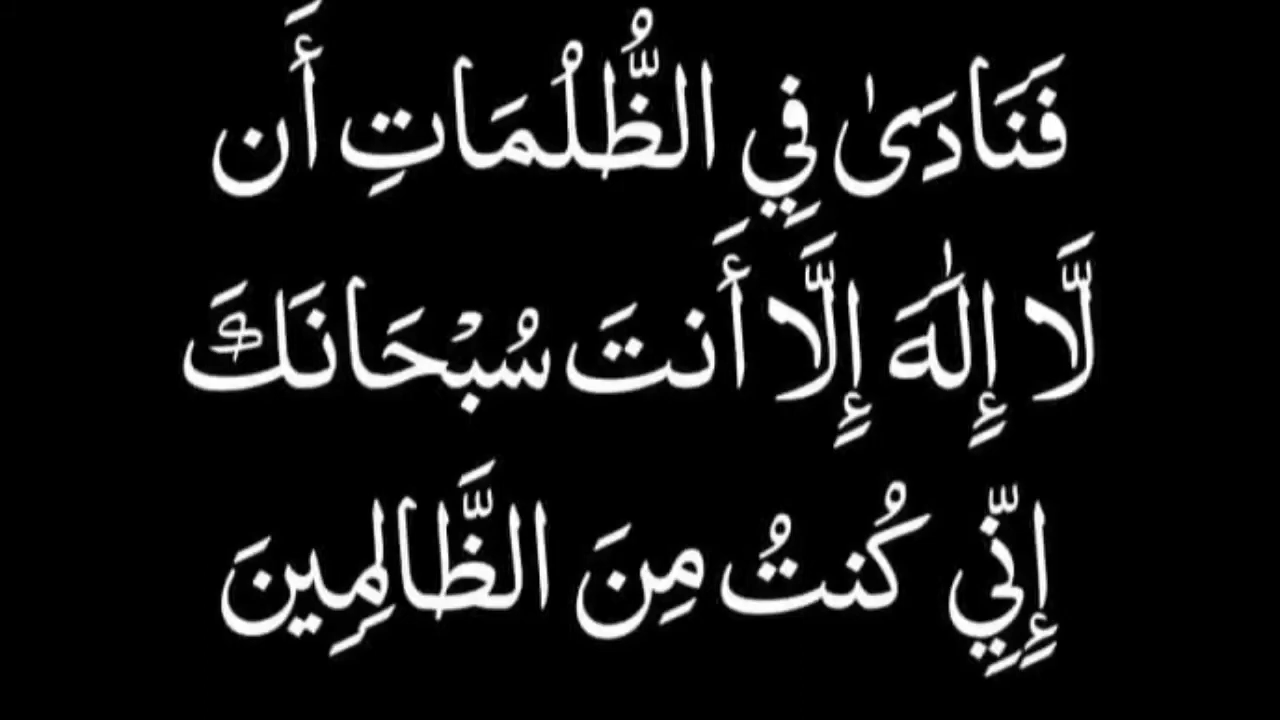 فَنَادَىٰ فِي الظُّلُمَاتِ أَن
لَّا إِلَٰهَ إِلَّا أَنتَ سُبْحَانَكَ
إِنِّي كُنتُ مِنَ الظَّالِمِينَ